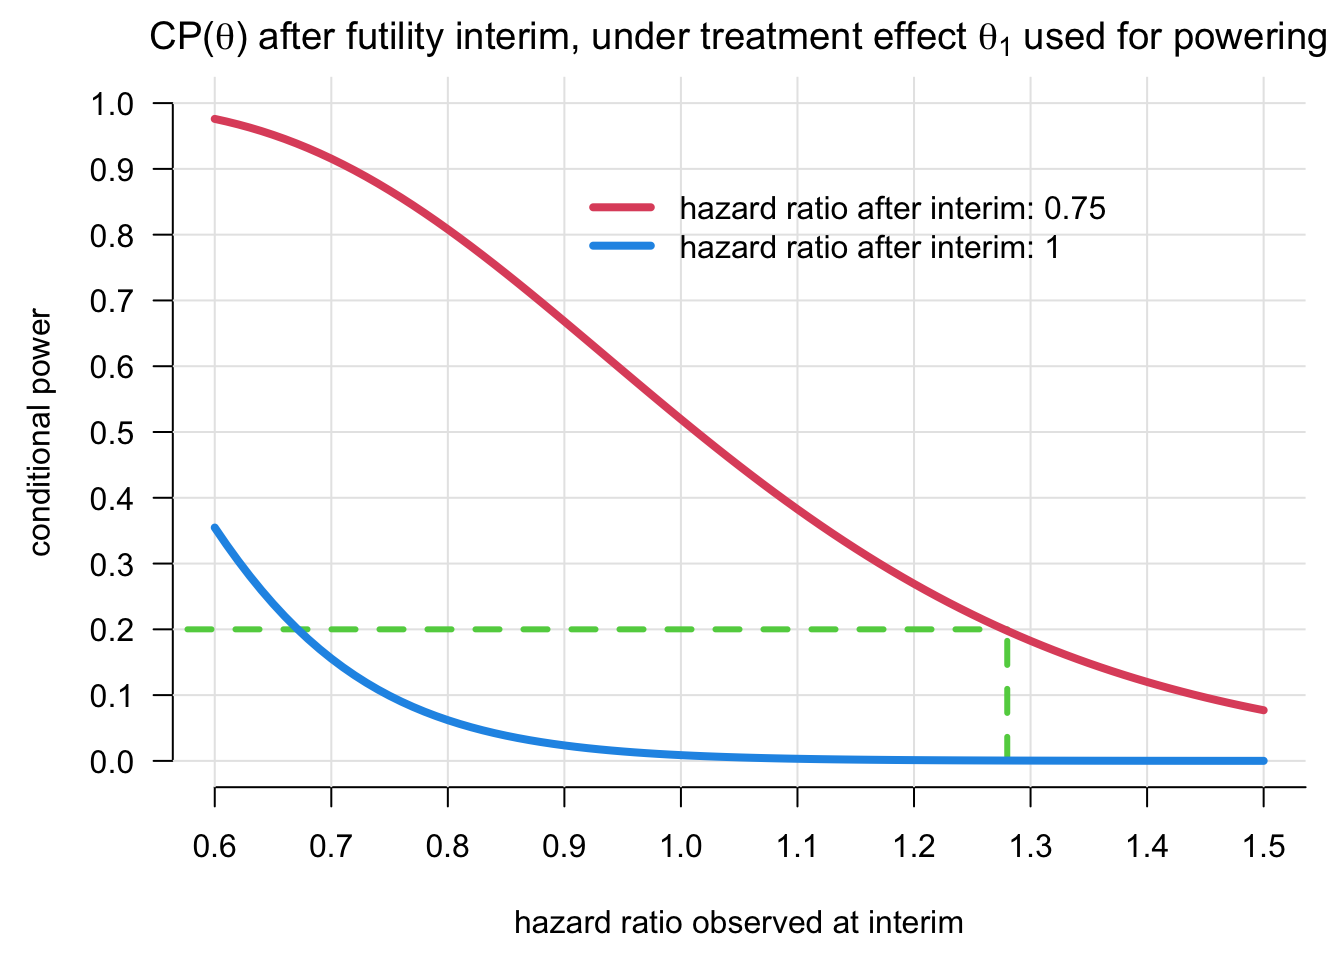 CP(θ) after futility interim, under treatment effect θ₁ used for powering
1.0
0.9
0.8
0.7
0.6
0.5
0.4
0.3
0.2
0.1
0.0
conditional power
hazard ratio after interim: 0.75
hazard ratio after interim: 1
0.6 0.7 0.8 0.9 1.0 1.1 1.2 1.3 1.4 1.5
hazard ratio observed at interim